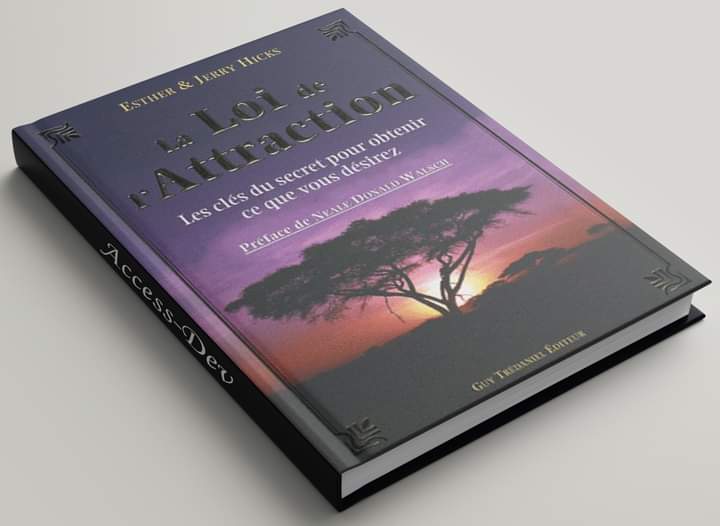 ESTHER & JERRY HICKS
La Loi de
l'Attraction
Les clés du secret pour obtenir
ce que vous désirez
Préface de NEALE DONALD WALSCH
GUY TRÉDANIEL ÉDITEUR
Access-Der